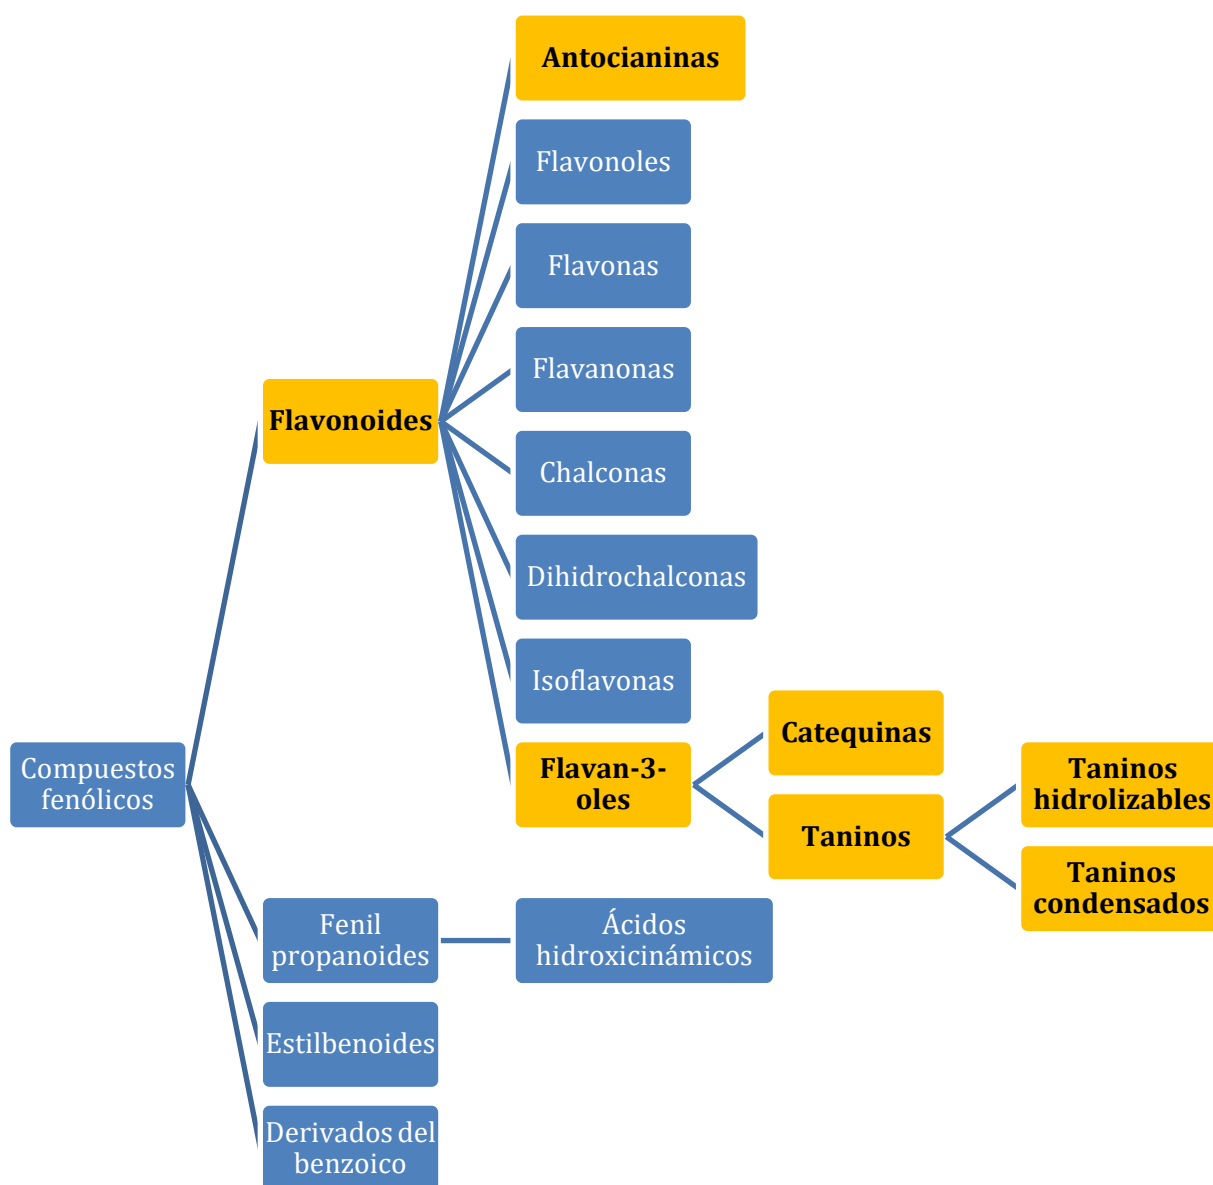 Antocianinas
Flavonoles
Flavonas
Flavanonas
Flavonoides
Chalconas
Dihidrochalconas
Isoflavonas
Catequinas
Flavan-3-
oles
Compuestos
fenólicos
Taninos
hidrolizables
Taninos
Taninos
condensados
Fenil
propanoides
Ácidos
hidroxicinámicos
Estilbenoides
Derivados del
benzoico